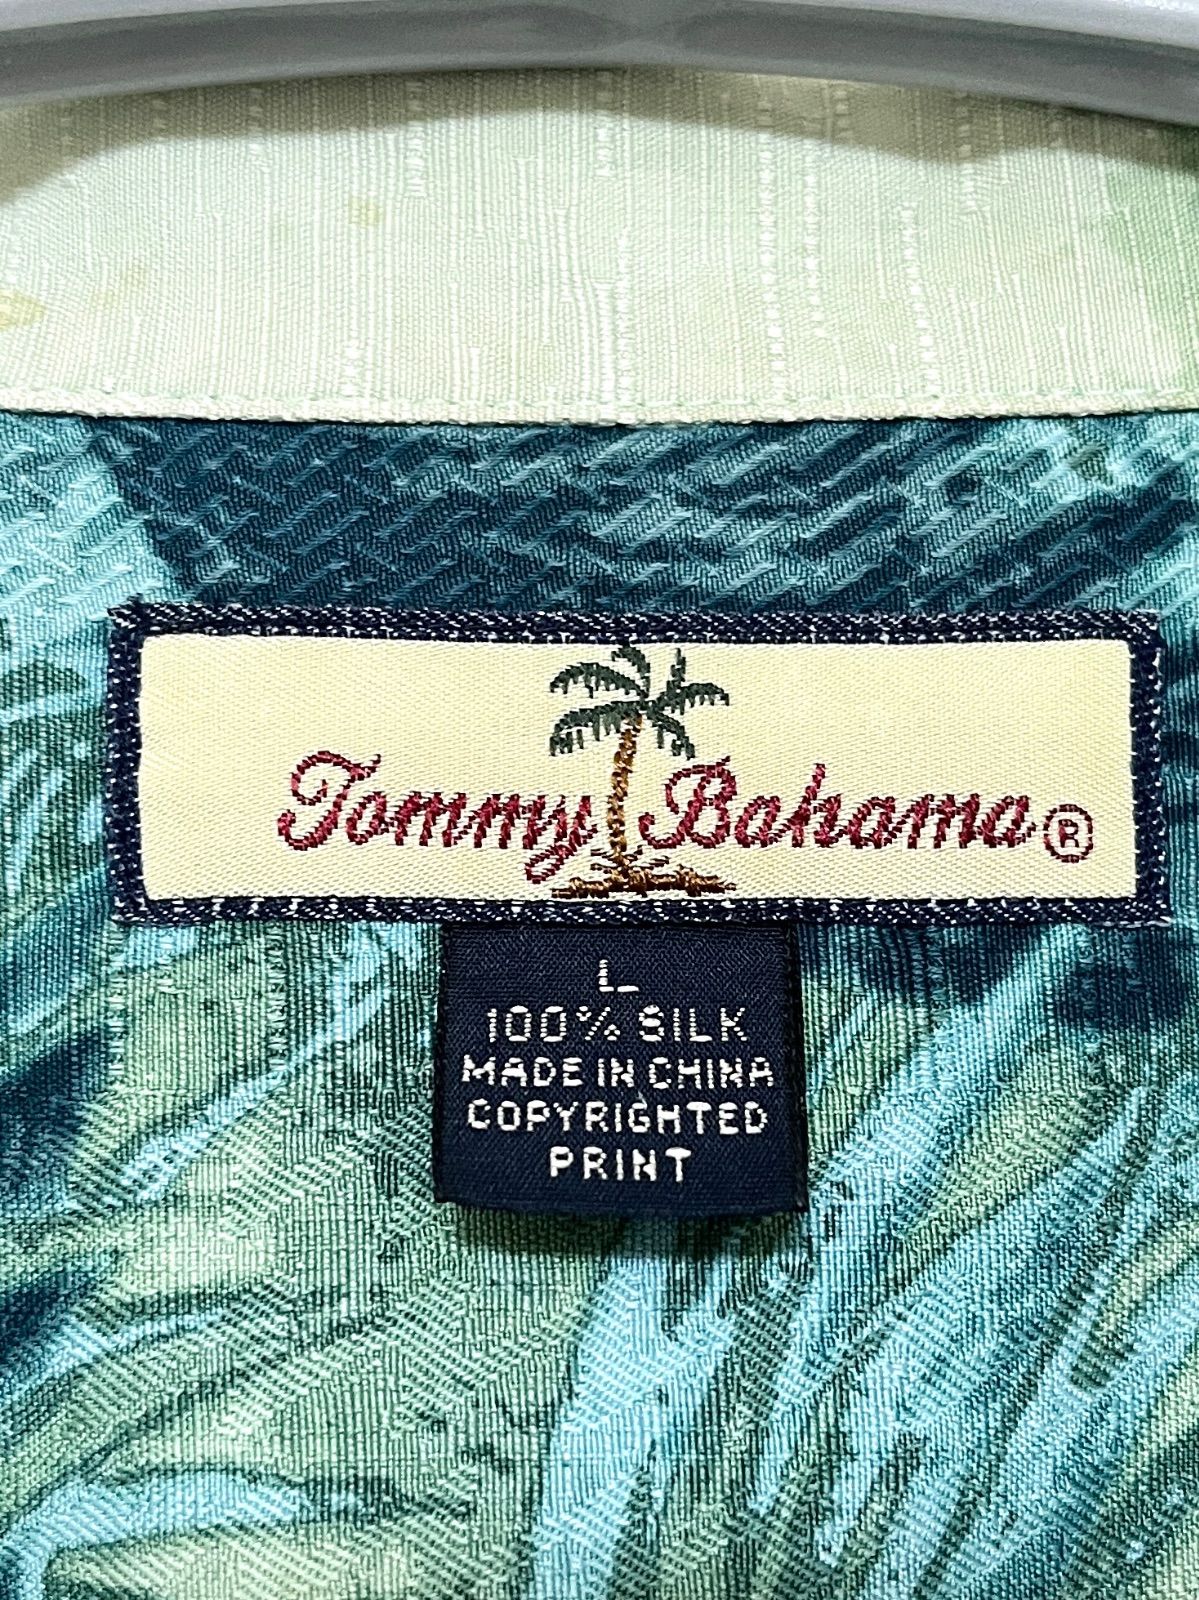 Tommy Bahama®
L
100% SILK
MADE IN CHINA
COPYRIGHTED
PRINT